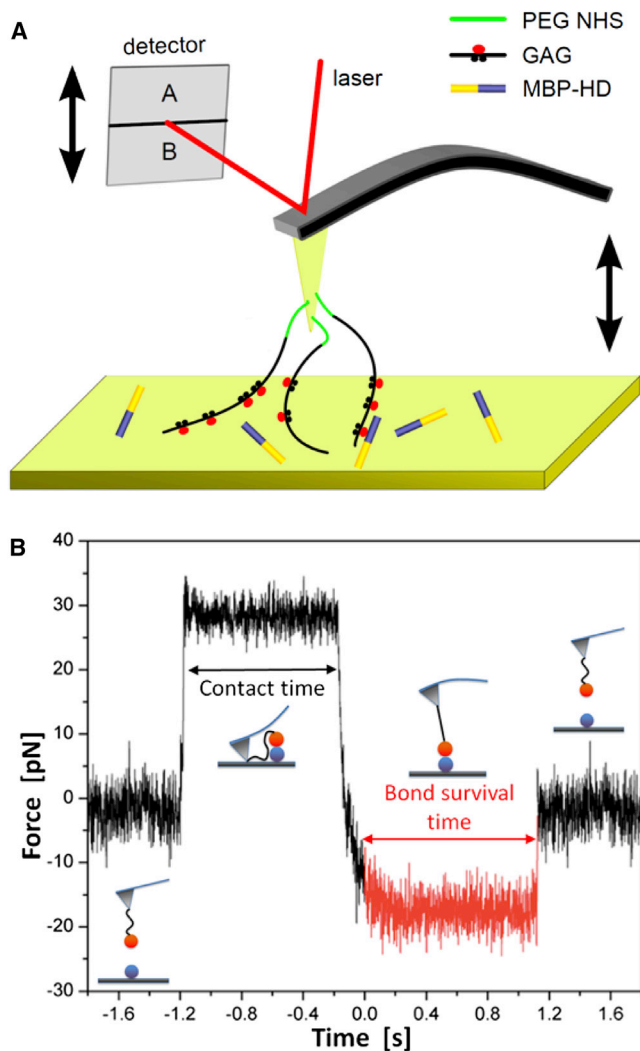 A
detector
A
B
laser
PEG NHS
GAG
MBP-HD
B
Force [pN]
40
30
20
10
0
-10
-20
-30
Contact time
Bond survival
time
-1.6
-1.2
-0.8
-0.4
0.0
0.4
0.8
1.2
1.6
Time [s]